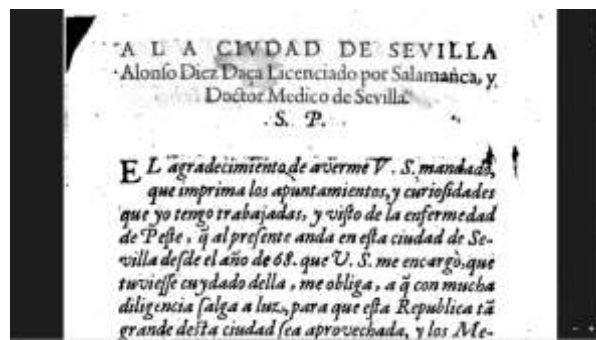 A LA CIVDAD DE SEVILLA
Alonſo Diez Daça Licenciado por Salamanca, y
Doctor Medico de Sevilla.
S. P.
EL agradecimiento de averme V. S. mandado,
que imprima los apuntamientos, y curioſidades
que yo tengo trabajadas, y viſto de la enfermedad
de Peſte, q̃ al preſente anda en eſta ciudad de Se-
villa deſde el año de 68. que V. S. me encargò, que
tuvieſſe cuydado della, me obliga, a q̃ con mucha
diligencia ſalga a luz, para que eſta Republica tã
grande deſta ciudad ſea aprovechada, y los Me-